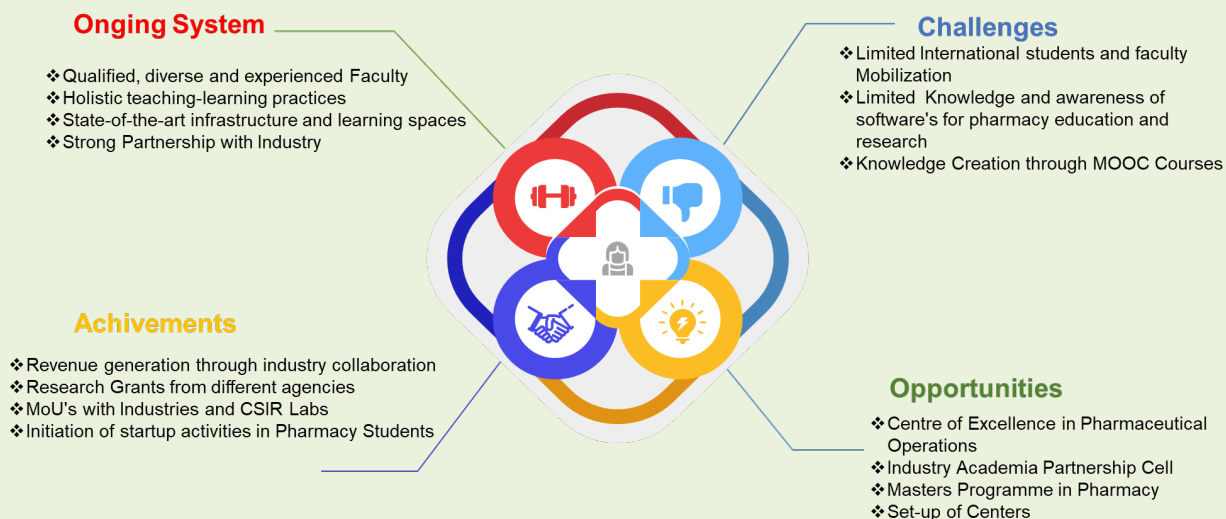 Onging System
❖Qualified, diverse and experienced Faculty
❖Holistic teaching-learning practices
❖State-of-the-art infrastructure and learning spaces
❖Strong Partnership with Industry
Challenges
❖Limited International students and faculty
Mobilization
❖Limited Knowledge and awareness of
software's for pharmacy education and
research
❖Knowledge Creation through MOOC Courses
Achivements
❖Revenue generation through industry collaboration
❖Research Grants from different agencies
❖MoU's with Industries and CSIR Labs
❖Initiation of startup activities in Pharmacy Students
Opportunities
❖Centre of Excellence in Pharmaceutical
Operations
❖Industry Academia Partnership Cell
❖Masters Programme in Pharmacy
❖Set-up of Centers